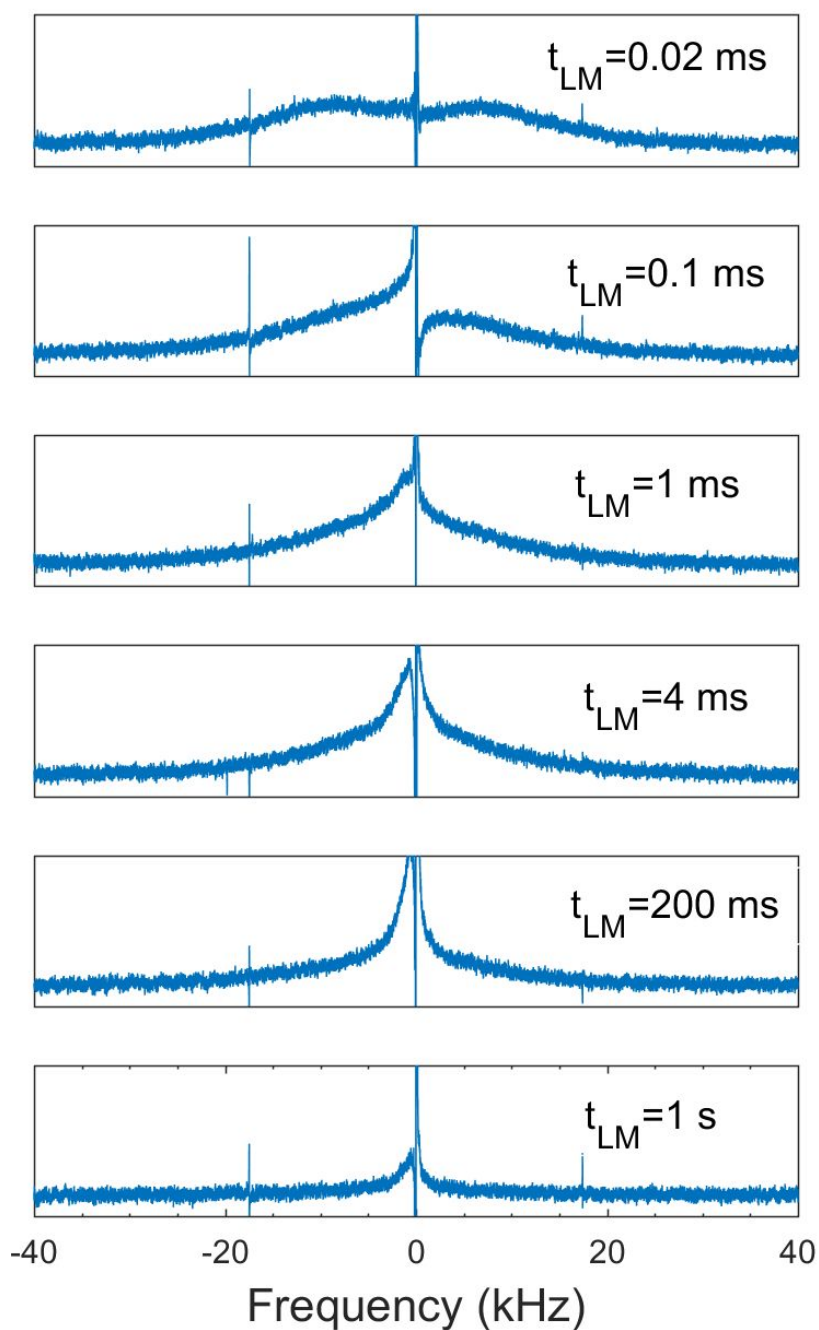 t_LM=0.02 ms
t_LM=0.1 ms
t_LM=1 ms
t_LM=4 ms
t_LM=200 ms
t_LM=1 s
-40 -20 0 20 40
Frequency (kHz)